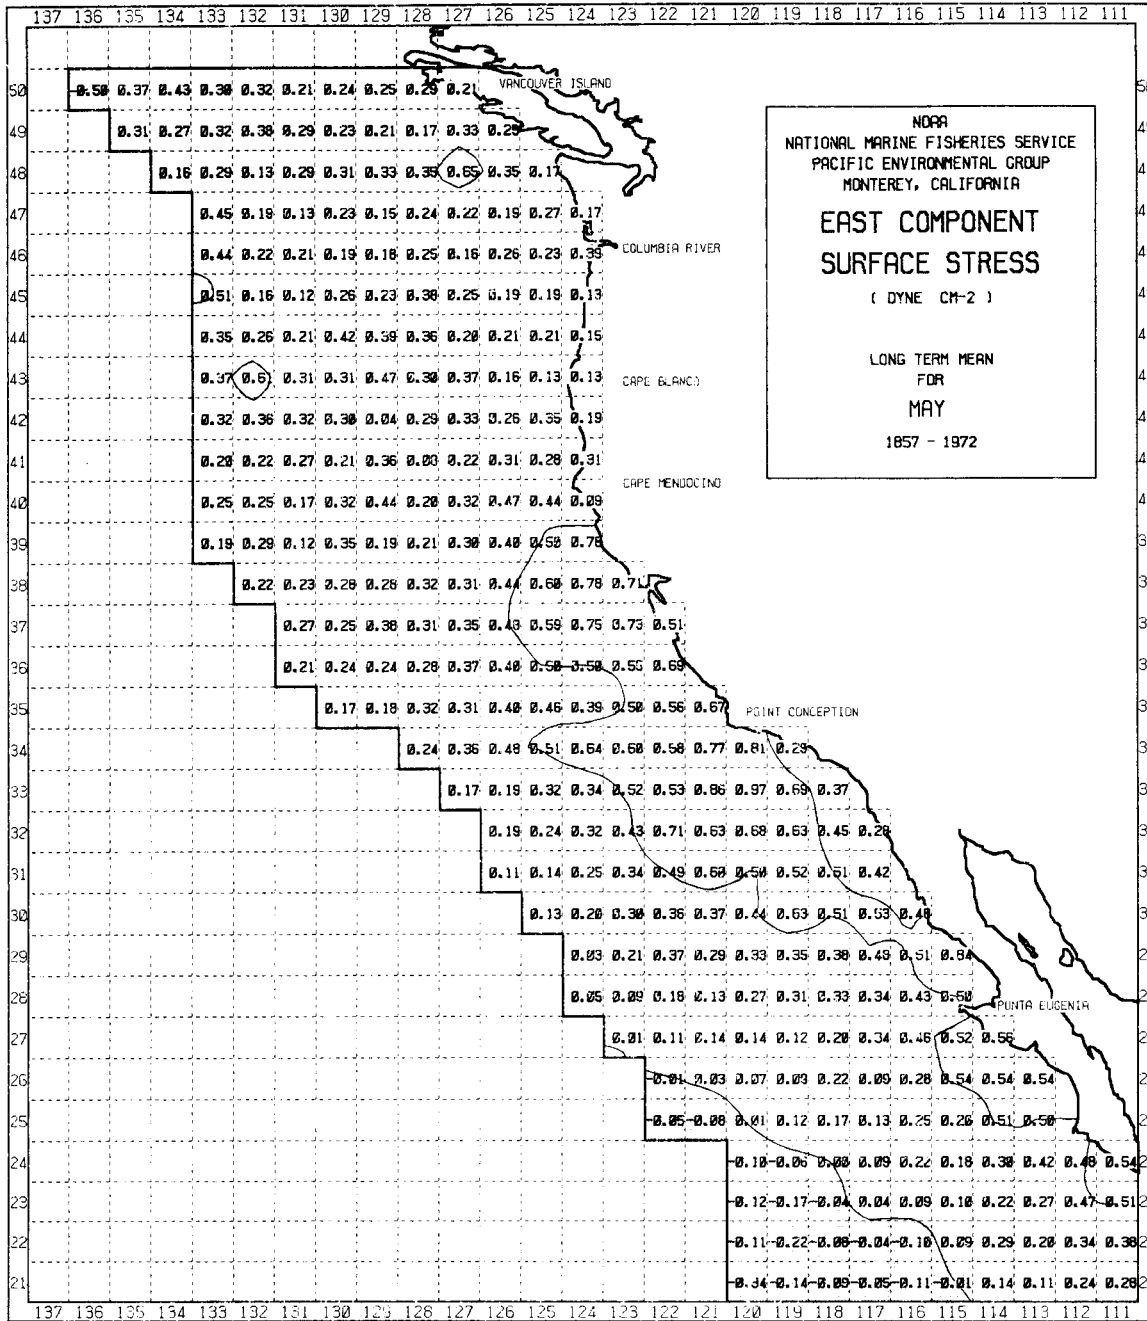 137 136 135 134 133 132 131 130 129 128 127 126 125 124 123 122 121 120 119 118 117 116 115 114 113 112 111
VANCOUVER ISLAND
NOAA
NATIONAL MARINE FISHERIES SERVICE
PACIFIC ENVIRONMENTAL GROUP
MONTEREY, CALIFORNIA
EAST COMPONENT
SURFACE STRESS
( DYNE CM-2 )
LONG TERM MEAN
FOR
MAY
1857 - 1972
50 -0.50 0.37 0.43 0.30 0.32 0.21 0.24 0.25 0.29 0.21
49 0.31 0.27 0.32 0.38 0.29 0.23 0.21 0.17 0.33 0.25
48 0.16 0.29 0.13 0.29 0.31 0.33 0.35 0.65 0.35 0.17
47 0.45 0.19 0.13 0.23 0.15 0.24 0.22 0.19 0.27 0.17
46 0.44 0.22 0.21 0.19 0.18 0.25 0.16 0.26 0.23 0.39
COLUMBIA RIVER
45 0.51 0.16 0.12 0.26 0.23 0.38 0.25 0.19 0.19 0.13
44 0.35 0.26 0.21 0.42 0.39 0.36 0.20 0.21 0.21 0.15
43 0.37 0.31 0.31 0.47 0.30 0.37 0.16 0.13 0.13
CAPE BLANCO
42 0.32 0.36 0.32 0.30 0.04 0.29 0.33 0.26 0.35 0.19
41 0.20 0.22 0.27 0.21 0.36 0.22 0.31 0.28 0.31
40 0.25 0.25 0.17 0.32 0.44 0.20 0.32 0.47 0.44 0.09
CAPE MENDOCINO
39 0.19 0.29 0.12 0.35 0.19 0.21 0.30 0.40 0.50 0.78
38 0.22 0.23 0.28 0.28 0.32 0.31 0.44 0.60 0.78 0.71
37 0.27 0.25 0.38 0.31 0.35 0.59 0.75 0.73 0.51
36 0.21 0.24 0.24 0.28 0.37 0.40 0.50 0.50 0.55 0.69
35 0.17 0.18 0.32 0.31 0.40 0.46 0.39 0.50 0.56 0.67
POINT CONCEPTION
34 0.24 0.36 0.48 0.51 0.64 0.60 0.58 0.77 0.81 0.29
33 0.17 0.19 0.32 0.34 0.52 0.53 0.86 0.97 0.69 0.37
32 0.19 0.24 0.32 0.43 0.71 0.63 0.68 0.63 0.45 0.28
31 0.11 0.14 0.25 0.34 0.49 0.60 0.50 0.52 0.51 0.42
30 0.13 0.20 0.30 0.36 0.37 0.44 0.63 0.51 0.53 0.48
29 0.03 0.21 0.37 0.29 0.33 0.35 0.38 0.43 0.51 0.84
28 0.05 0.09 0.18 0.13 0.27 0.31 0.33 0.34 0.43 0.60
PUNTA EUGENIA
27 0.01 0.11 0.14 0.14 0.12 0.20 0.34 0.46 0.52 0.56
26 -0.01 0.03 0.07 0.09 0.22 0.09 0.28 0.54 0.54 0.54
25 -0.05 -0.08 0.01 0.12 0.17 0.13 0.25 0.26 0.51 0.50
24 -0.10 -0.06 0.09 0.22 0.18 0.30 0.42 0.48 0.54
23 -0.12 -0.17 -0.04 0.04 0.09 0.10 0.22 0.27 0.47 0.51
22 -0.11 -0.22 -0.08 -0.04 -0.10 0.09 0.29 0.20 0.34 0.38
21 -0.34 -0.14 -0.09 -0.05 -0.11 -0.01 0.14 0.11 0.24 0.28
137 136 135 134 133 132 131 130 129 128 127 126 125 124 123 122 121 120 119 118 117 116 115 114 113 112 111